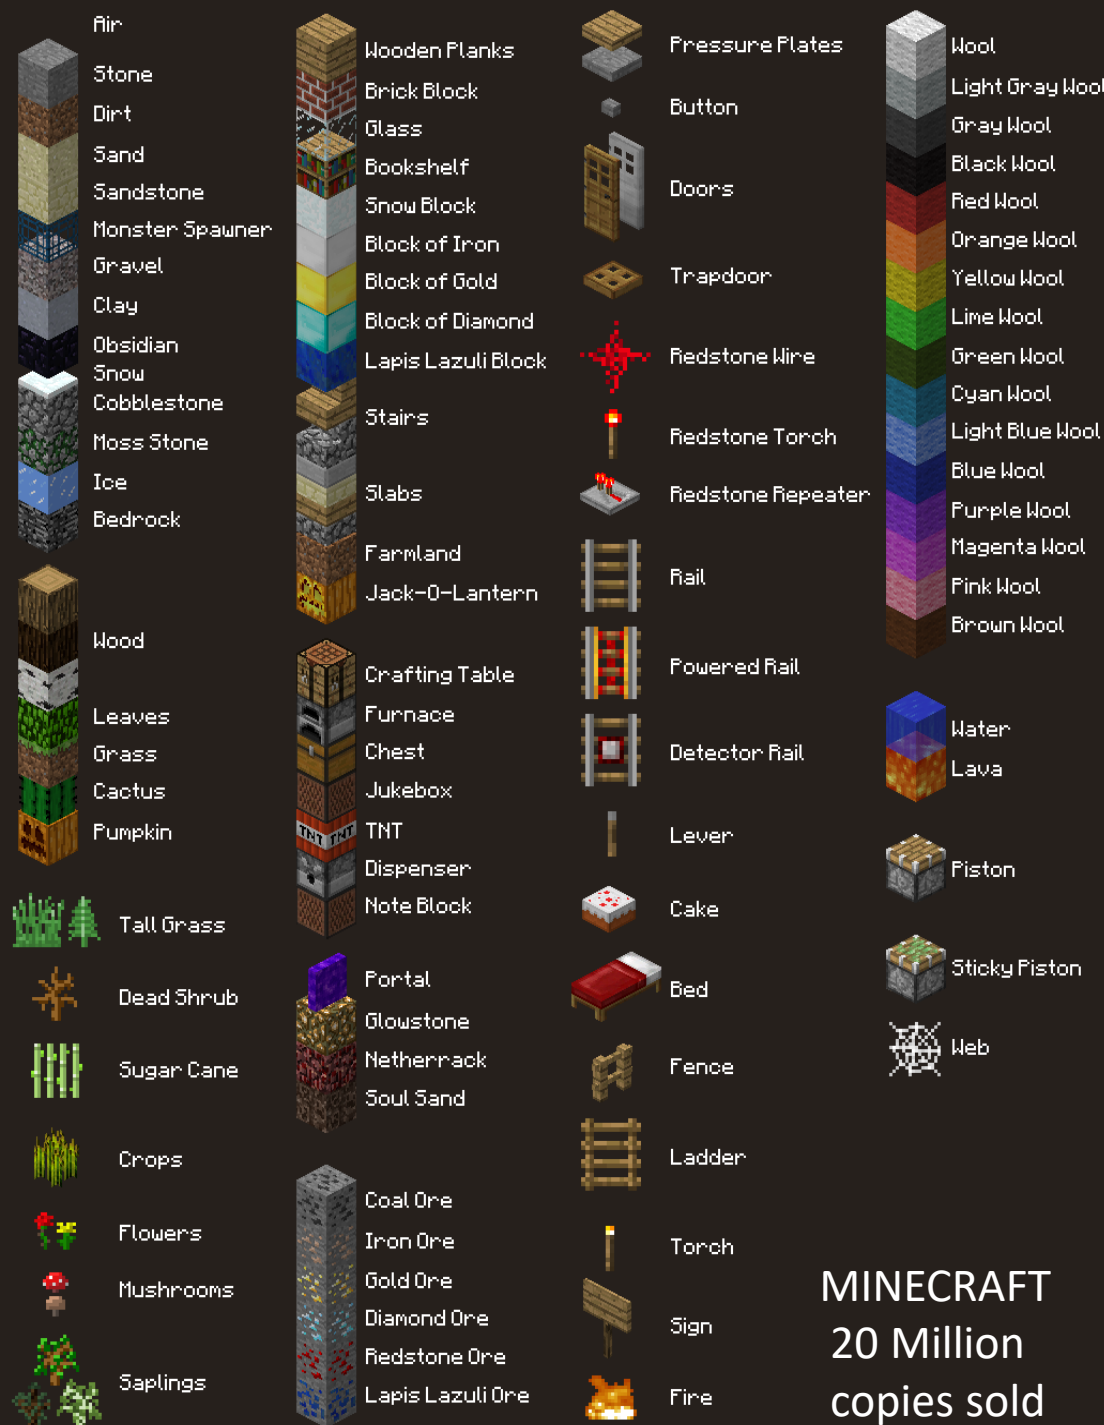 Air
Stone
Dirt
Sand
Sandstone
Monster Spawner
Gravel
Clay
Obsidian
Snow
Cobblestone
Moss Stone
Ice
Bedrock
Wood
Leaves
Grass
Cactus
Pumpkin
Tall Grass
Dead Shrub
Sugar Cane
Crops
Flowers
Mushrooms
Saplings
Wooden Planks
Brick Block
Glass
Bookshelf
Snow Block
Block of Iron
Block of Gold
Block of Diamond
Lapis Lazuli Block
Stairs
Slabs
Farmland
Jack-O-Lantern
Crafting Table
Furnace
Chest
Jukebox
TNT TNT
TNT
Dispenser
Note Block
Portal
Glowstone
Netherrack
Soul Sand
Coal Ore
Iron Ore
Gold Ore
Diamond Ore
Redstone Ore
Lapis Lazuli Ore
Pressure Plates
Button
Doors
Trapdoor
Redstone Wire
Redstone Torch
Redstone Repeater
Rail
Powered Rail
Detector Rail
Lever
Cake
Bed
Fence
Ladder
Torch
Sign
Fire
Wool
Light Gray Wool
Gray Wool
Black Wool
Red Wool
Orange Wool
Yellow Wool
Lime Wool
Green Wool
Cyan Wool
Light Blue Wool
Blue Wool
Purple Wool
Magenta Wool
Pink Wool
Brown Wool
Water
Lava
Piston
Sticky Piston
Web
MINECRAFT
20 Million
copies sold